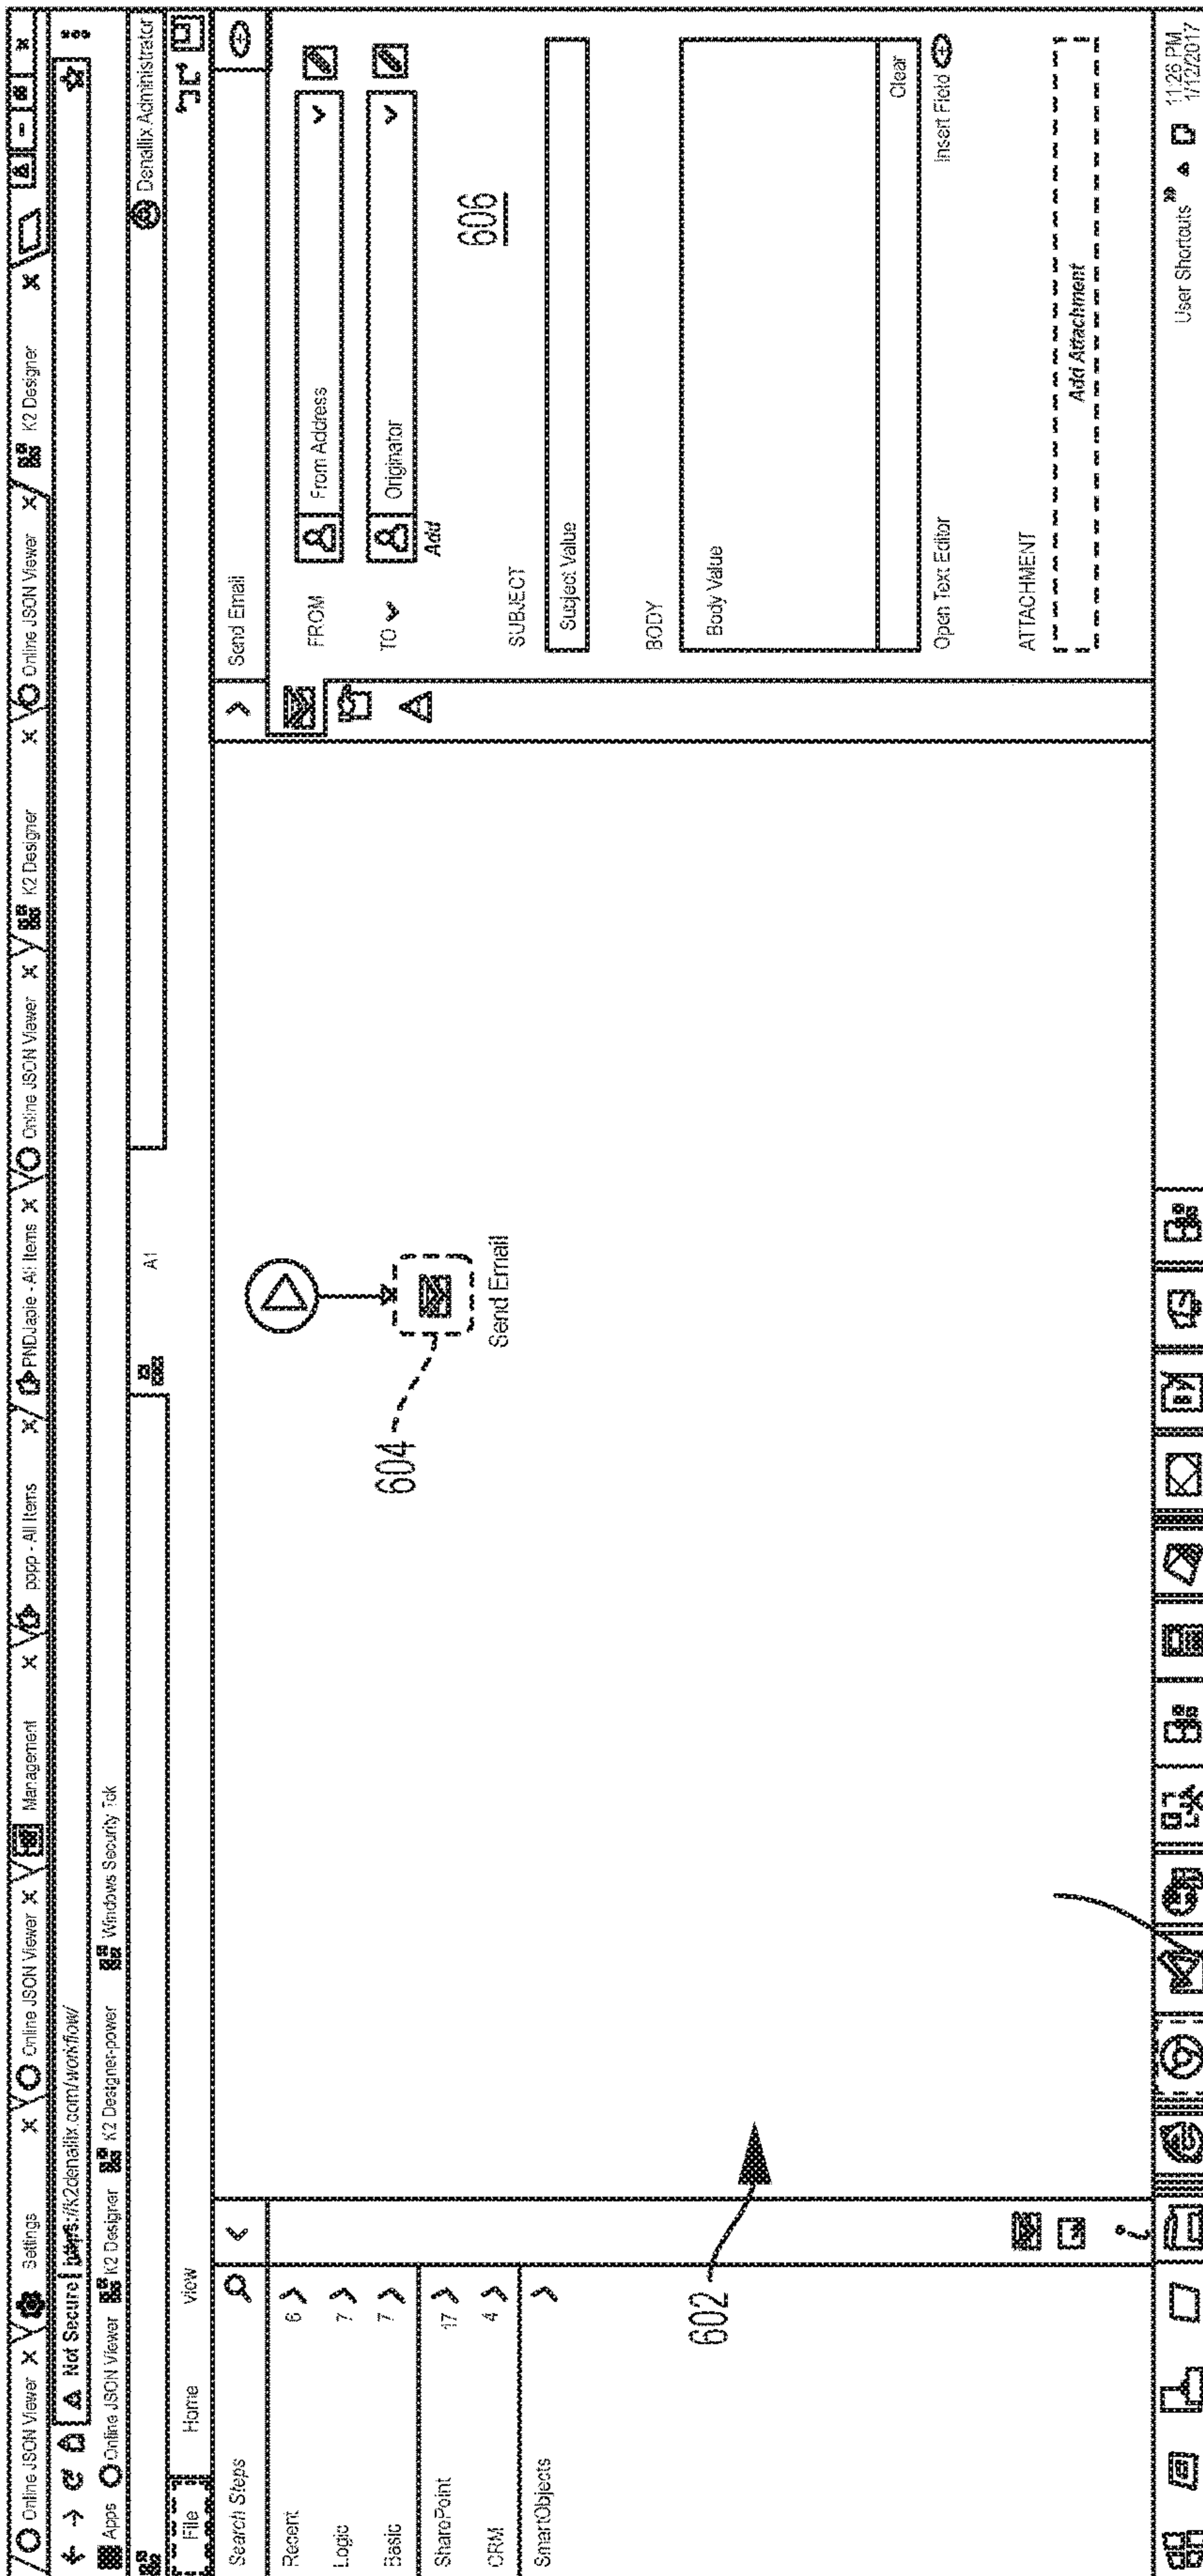 Online JSON Viewer Settings Online JSON Viewer Management pppp - All Items PNDJapie - All Items Online JSON Viewer K2 Designer Online JSON Viewer K2 Designer
Not Secure | https://k2denallix.com/workflow/
Apps Online JSON Viewer K2 Designer K2 Designer-power Windows Security Tok
A1
Denallix Administrator
File Home View
Search Steps
Recent 6
Logic 7
Basic 7
SharePoint 17
CRM 4
SmartObjects
602
604
Send Email
Send Email
FROM From Address
TO Originator
Add
606
SUBJECT
Subject Value
BODY
Body Value
Clear
Open Text Editor Insert Field
ATTACHMENT
Add Attachment
User Shortcuts
11:26 PM
1/12/2017